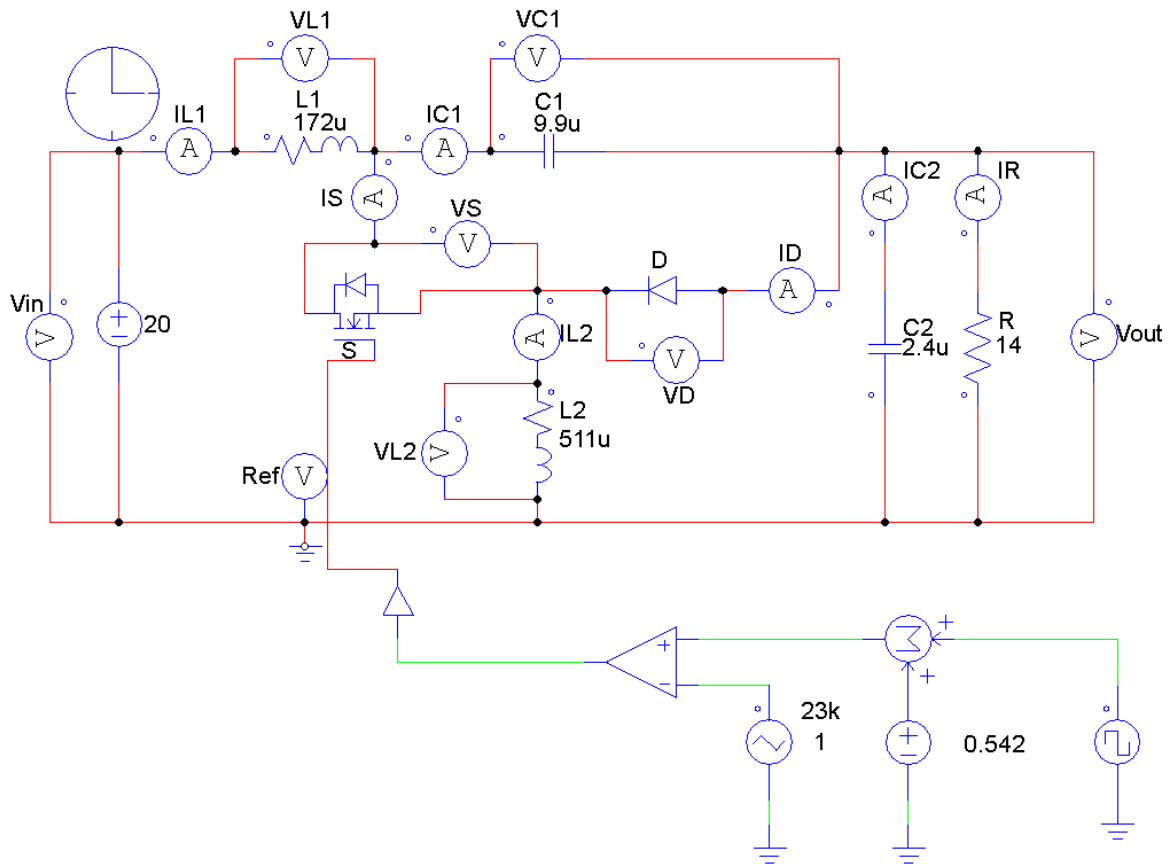 VL1
VC1
V
V
L1
172u
C1
9.9u
IL1
IC1
A
A
IS
A
VS
V
IC2
A
IR
A
D
ID
A
Vin
V
20
S
IL2
A
V
VD
C2
2.4u
R
14
V
Vout
L2
511u
VL2
V
Ref
V
23k
1
0.542